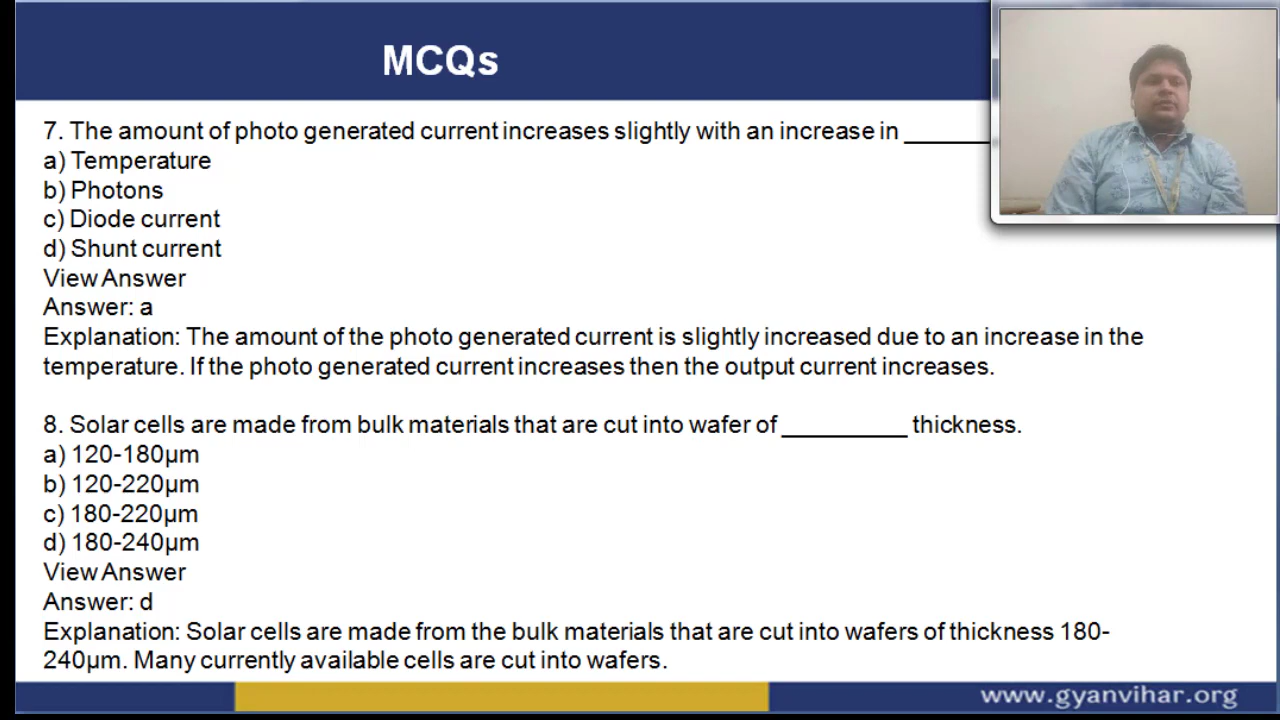 MCQs
7. The amount of photo generated current increases slightly with an increase in _______
a) Temperature
b) Photons
c) Diode current
d) Shunt current
View Answer
Answer: a
Explanation: The amount of the photo generated current is slightly increased due to an increase in the
temperature. If the photo generated current increases then the output current increases.
8. Solar cells are made from bulk materials that are cut into wafer of _________ thickness.
a) 120-180μm
b) 120-220μm
c) 180-220μm
d) 180-240μm
View Answer
Answer: d
Explanation: Solar cells are made from the bulk materials that are cut into wafers of thickness 180-
240μm. Many currently available cells are cut into wafers.
www.gyanvihar.org